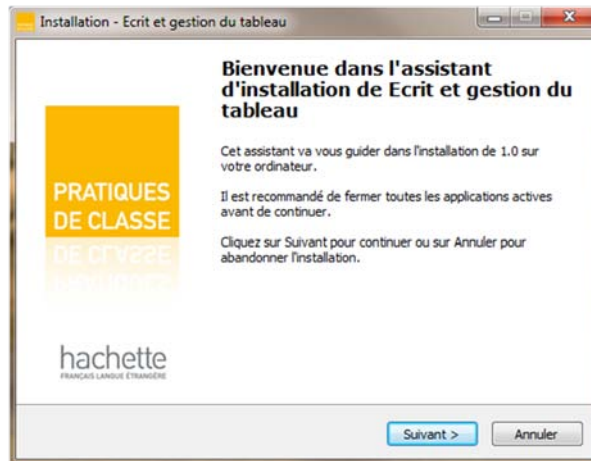 Installation - Ecrit et gestion du tableau
Bienvenue dans l'assistant
d'installation de Ecrit et gestion du
tableau
Cet assistant va vous guider dans l'installation de 1.0 sur
votre ordinateur.
Il est recommandé de fermer toutes les applications actives
avant de continuer.
Cliquez sur Suivant pour continuer ou sur Annuler pour
abandonner l'installation.
PRATIQUES
DE CLASSE
hachette
FRANÇAIS LANGUE ÉTRANGÈRE
Suivant >
Annuler